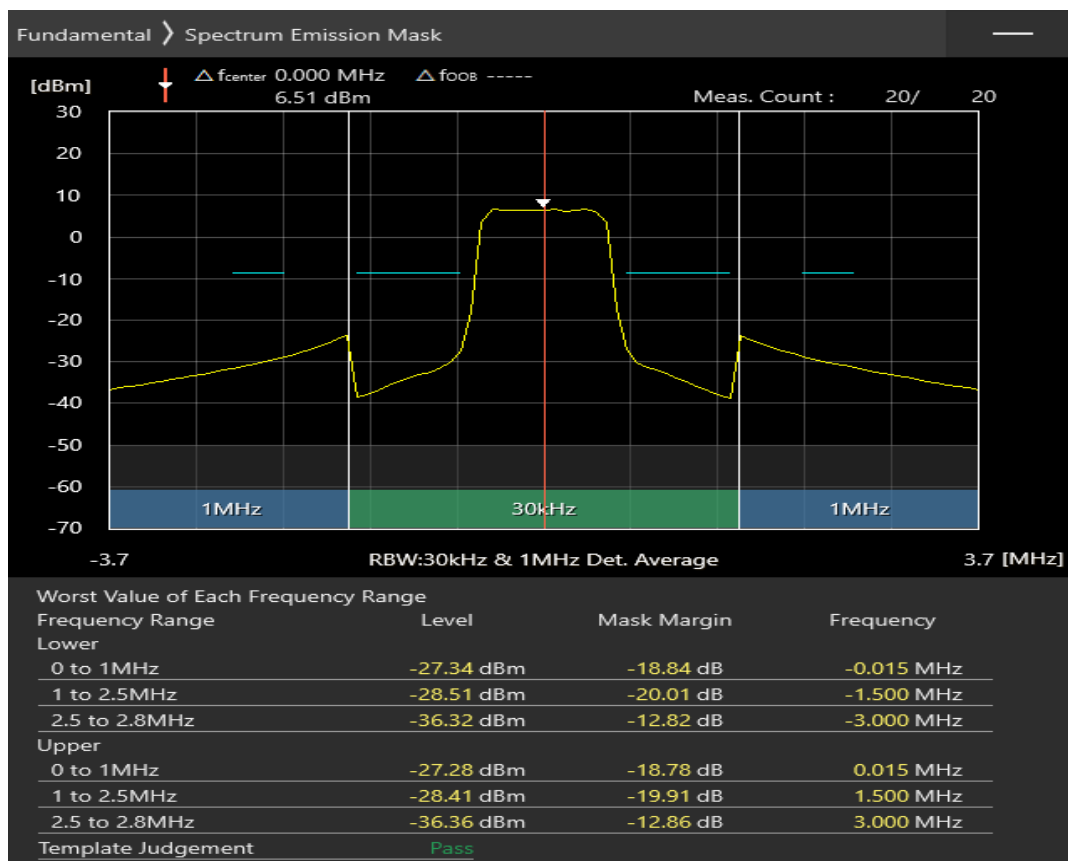 Fundamental ❯ Spectrum Emission Mask
[dBm] △ fcenter 0.000 MHz △ fOOB -----
6.51 dBm Meas. Count : 20/ 20
30
20
10
0
-10
-20
-30
-40
-50
-60
-70
1MHz 30kHz 1MHz
-3.7 RBW:30kHz & 1MHz Det. Average 3.7 [MHz]
Worst Value of Each Frequency Range
Frequency Range Level Mask Margin Frequency
Lower
0 to 1MHz -27.34 dBm -18.84 dB -0.015 MHz
1 to 2.5MHz -28.51 dBm -20.01 dB -1.500 MHz
2.5 to 2.8MHz -36.32 dBm -12.82 dB -3.000 MHz
Upper
0 to 1MHz -27.28 dBm -18.78 dB 0.015 MHz
1 to 2.5MHz -28.41 dBm -19.91 dB 1.500 MHz
2.5 to 2.8MHz -36.36 dBm -12.86 dB 3.000 MHz
Template Judgement Pass